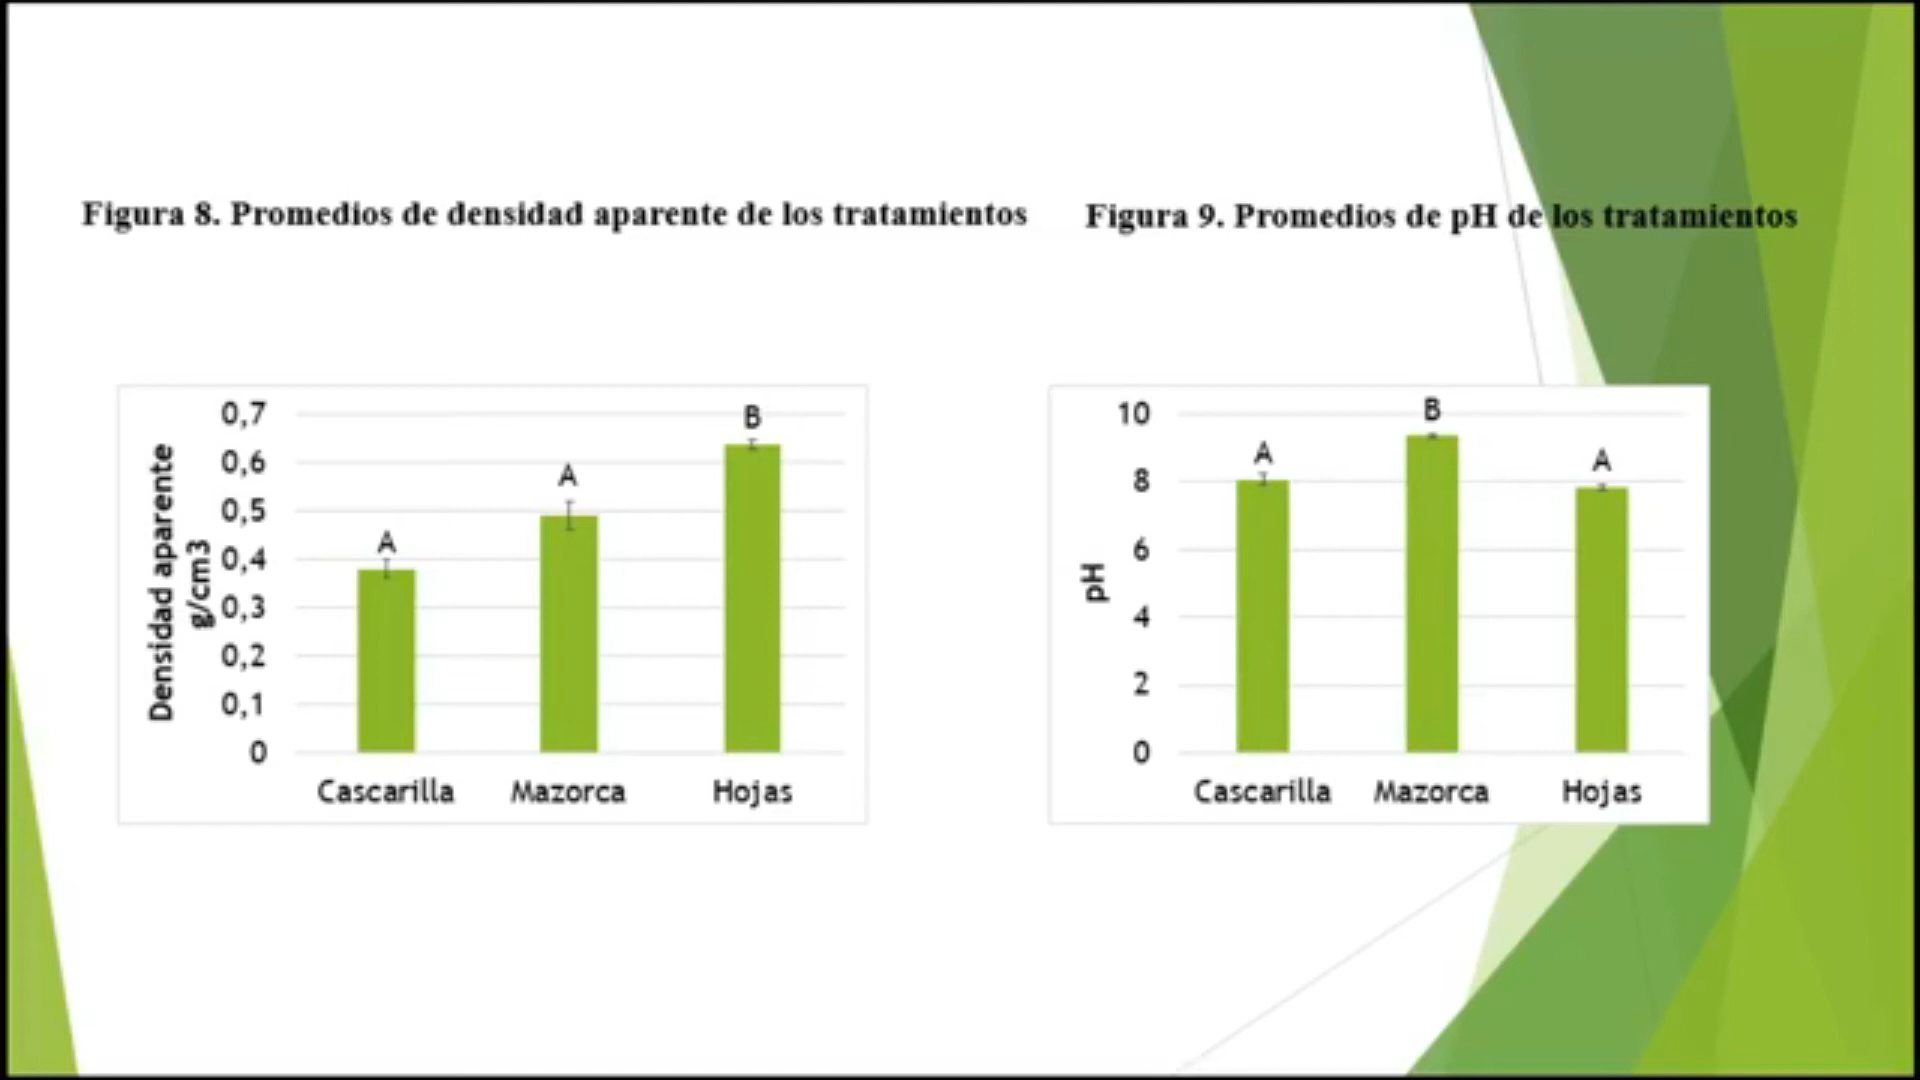 Figura 8. Promedios de densidad aparente de los tratamientos
Figura 9. Promedios de pH de los tratamientos
Densidad aparente
g/cm3
0,7
0,6
0,5
0,4
0,3
0,2
0,1
0
A
A
B
Cascarilla
Mazorca
Hojas
pH
10
8
6
4
2
0
A
B
A
Cascarilla
Mazorca
Hojas